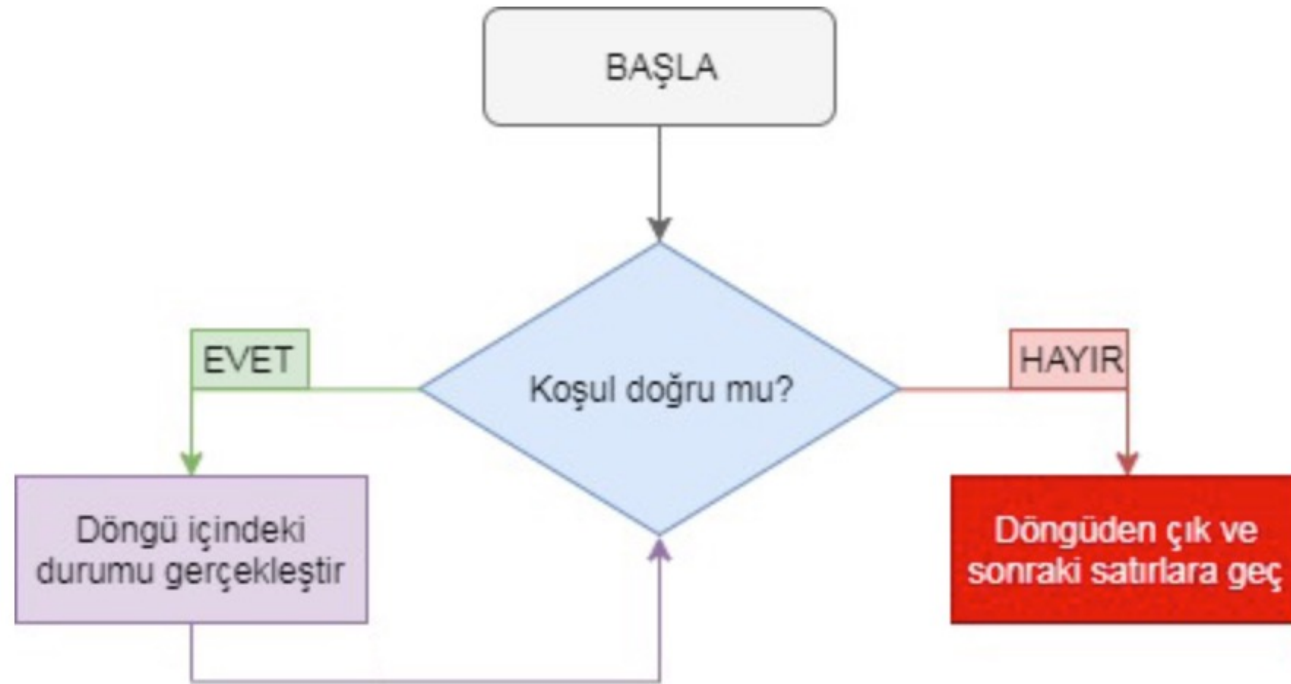 BAŞLA
EVET
Koşul doğru mu?
HAYIR
Döngü içindeki
durumu gerçekleştir
Döngüden çık ve
sonraki satırlara geç